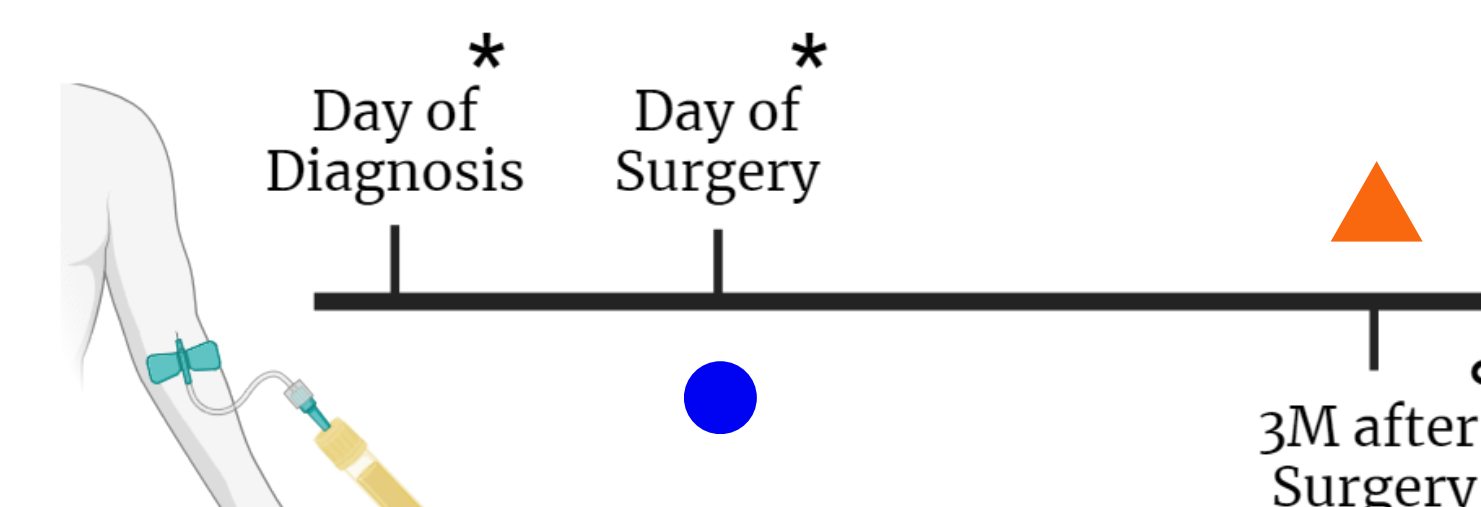 Day of *
Diagnosis
Day of *
Surgery
3M after
Surgery